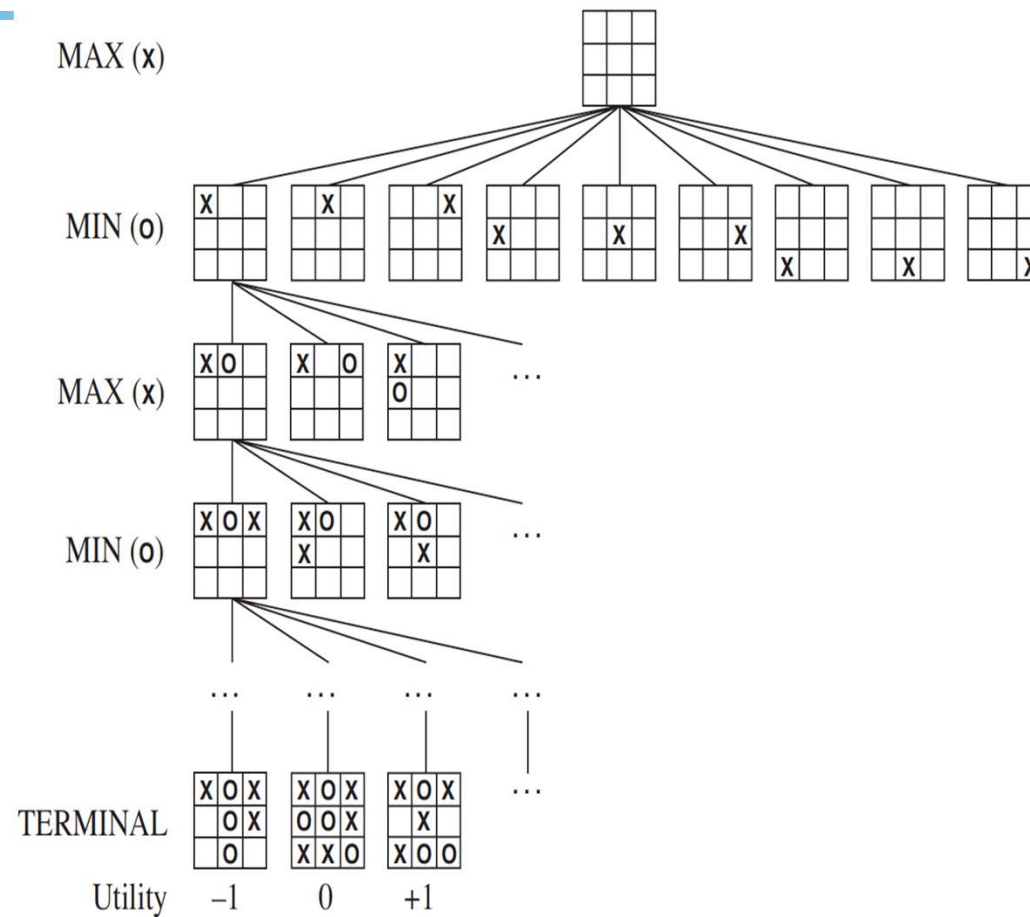 MAX (X)
MIN (O)
X X X
X X X
X X X
MAX (X)
X O X O X
O
...
MIN (O)
X O X X O X O
X X
...
... ... ... ...
TERMINAL
X O X X O X X O X
O X O O X X
O X X O X O O
...
Utility –1 0 +1